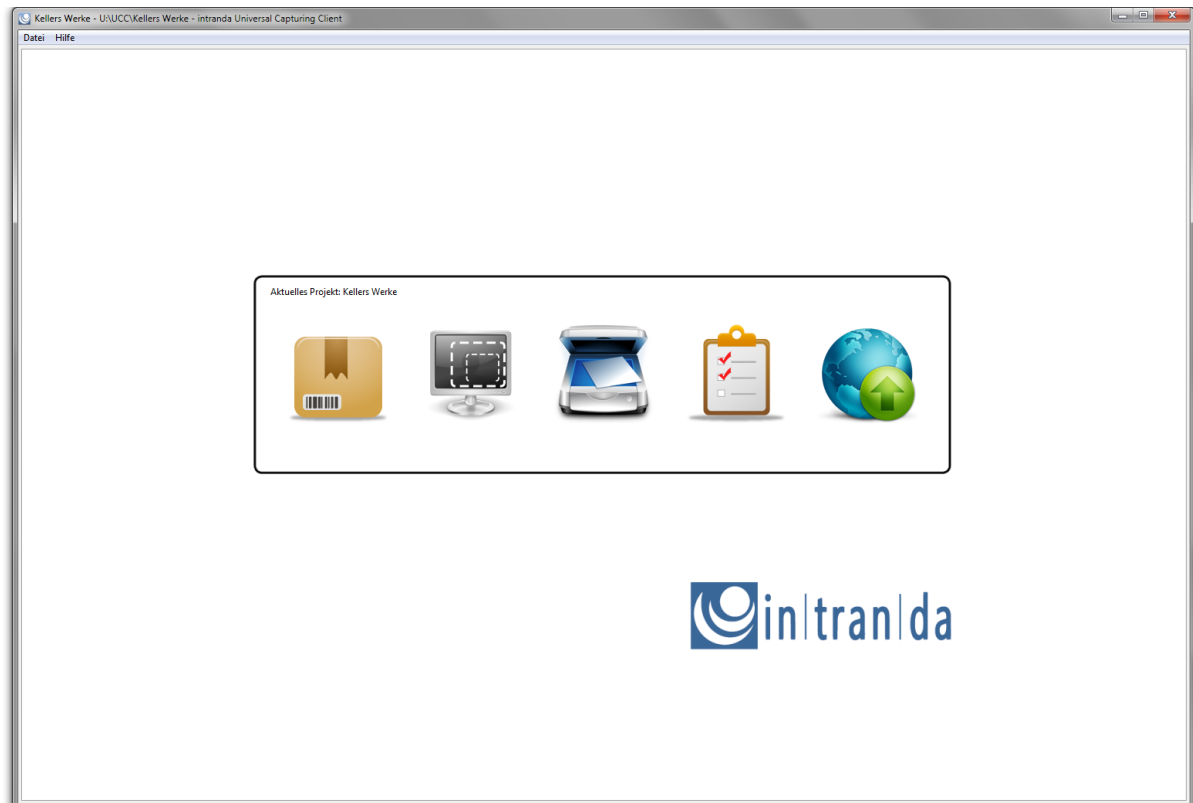 Kellers Werke - U:\UCC\Kellers Werke - intranda Universal Capturing Client
Datei Hilfe
Aktuelles Projekt: Kellers Werke
in|tran|da